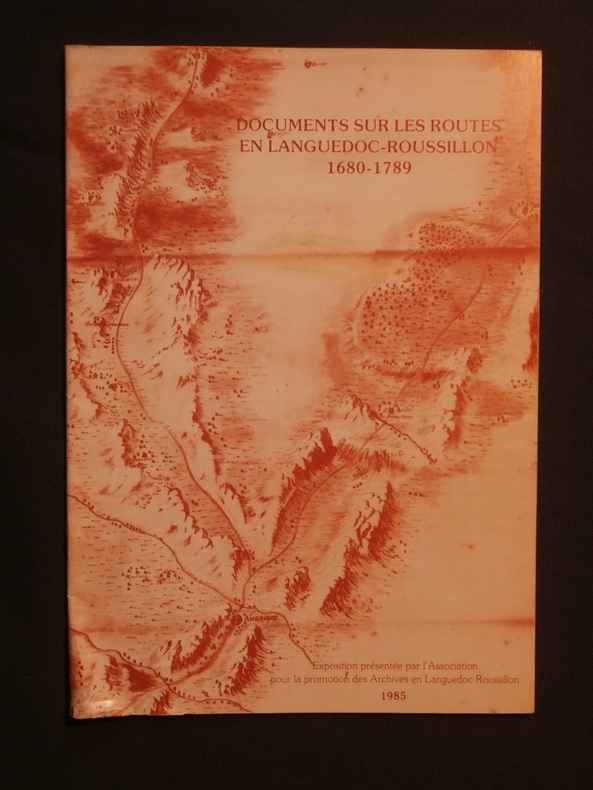 DOCUMENTS SUR LES ROUTES
EN LANGUEDOC-ROUSSILLON
1680-1789
Exposition présentée par l'Association
pour la promotion des Archives en Languedoc-Roussillon
1985